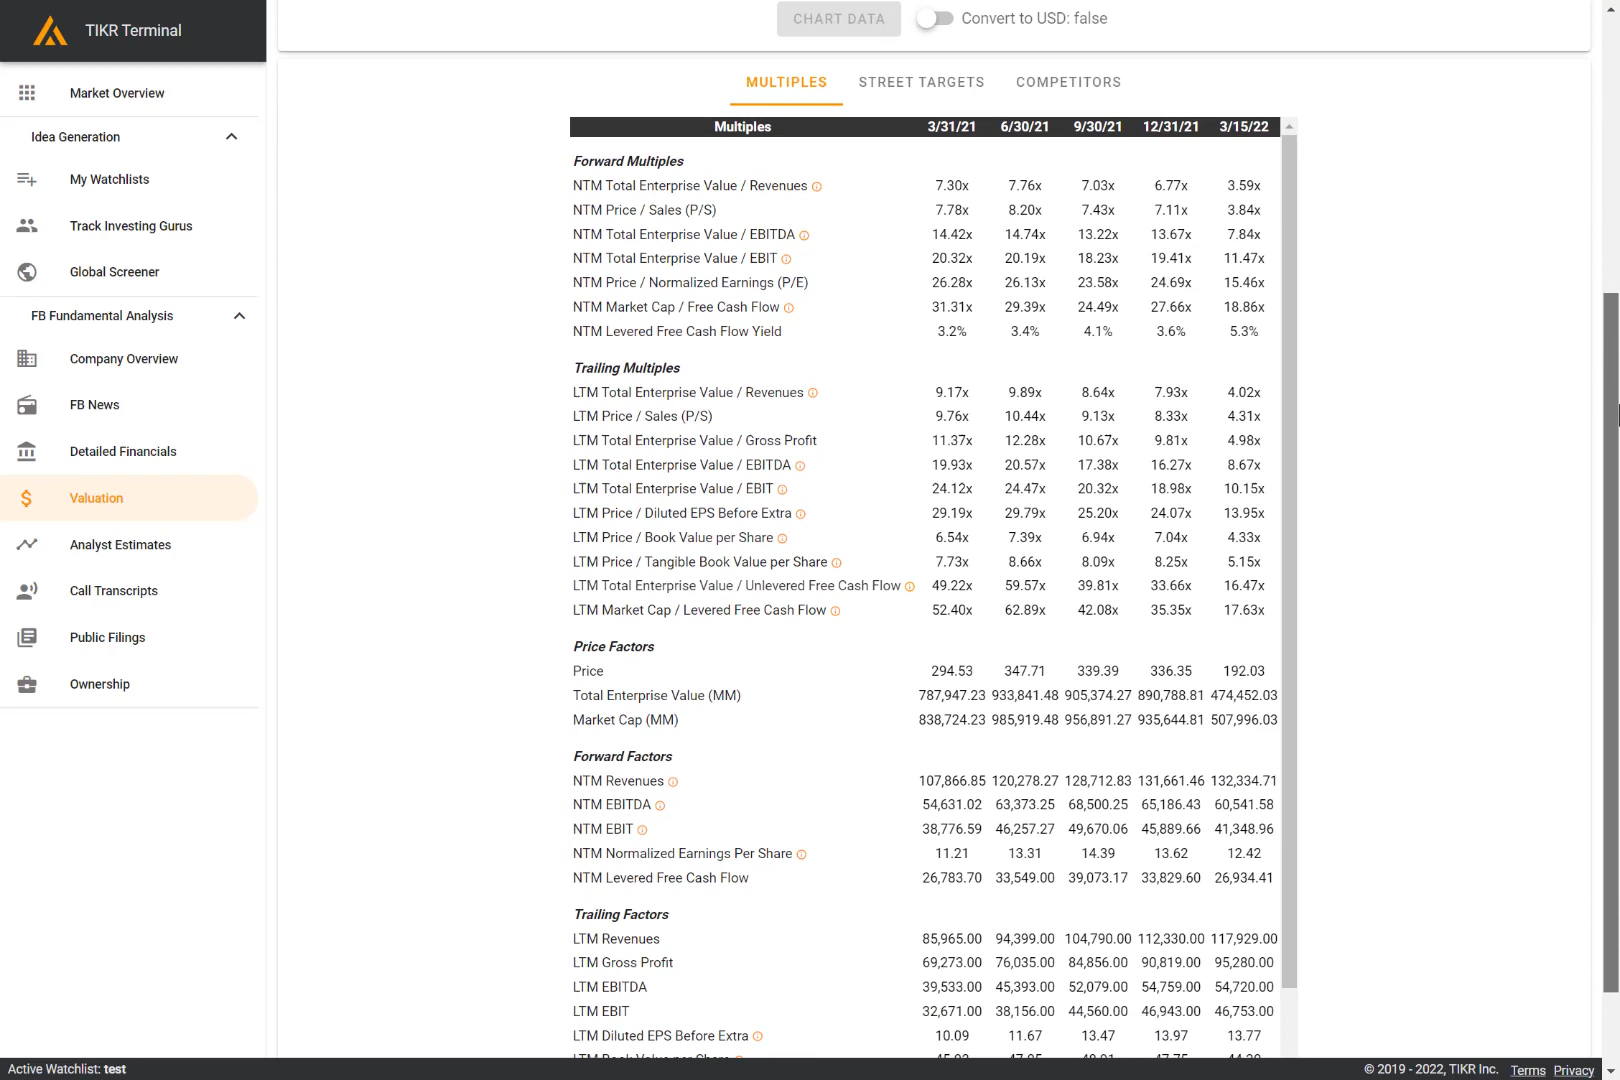 TIKR Terminal
CHART DATA
Convert to USD: false
Market Overview
Idea Generation
My Watchlists
Track Investing Gurus
Global Screener
FB Fundamental Analysis
Company Overview
FB News
Detailed Financials
Valuation
Analyst Estimates
Call Transcripts
Public Filings
Ownership
MULTIPLES STREET TARGETS COMPETITORS
Multiples 3/31/21 6/30/21 9/30/21 12/31/21 3/15/22
Forward Multiples
NTM Total Enterprise Value / Revenues 7.30x 7.76x 7.03x 6.77x 3.59x
NTM Price / Sales (P/S) 7.78x 8.20x 7.43x 7.11x 3.84x
NTM Total Enterprise Value / EBITDA 14.42x 14.74x 13.22x 13.67x 7.84x
NTM Total Enterprise Value / EBIT 20.32x 20.19x 18.23x 19.41x 11.47x
NTM Price / Normalized Earnings (P/E) 26.28x 26.13x 23.58x 24.69x 15.46x
NTM Market Cap / Free Cash Flow 31.31x 29.39x 24.49x 27.66x 18.86x
NTM Levered Free Cash Flow Yield 3.2% 3.4% 4.1% 3.6% 5.3%
Trailing Multiples
LTM Total Enterprise Value / Revenues 9.17x 9.89x 8.64x 7.93x 4.02x
LTM Price / Sales (P/S) 9.76x 10.44x 9.13x 8.33x 4.31x
LTM Total Enterprise Value / Gross Profit 11.37x 12.28x 10.67x 9.81x 4.98x
LTM Total Enterprise Value / EBITDA 19.93x 20.57x 17.38x 16.27x 8.67x
LTM Total Enterprise Value / EBIT 24.12x 24.47x 20.32x 18.98x 10.15x
LTM Price / Diluted EPS Before Extra 29.19x 29.79x 25.20x 24.07x 13.95x
LTM Price / Book Value per Share 6.54x 7.39x 6.94x 7.04x 4.33x
LTM Price / Tangible Book Value per Share 7.73x 8.66x 8.09x 8.25x 5.15x
LTM Total Enterprise Value / Unlevered Free Cash Flow 49.22x 59.57x 39.81x 33.66x 16.47x
LTM Market Cap / Levered Free Cash Flow 52.40x 62.89x 42.08x 35.35x 17.63x
Price Factors
Price 294.53 347.71 339.39 336.35 192.03
Total Enterprise Value (MM) 787,947.23 933,841.48 905,374.27 890,788.81 474,452.03
Market Cap (MM) 838,724.23 985,919.48 956,891.27 935,644.81 507,996.03
Forward Factors
NTM Revenues 107,866.85 120,278.27 128,712.83 131,661.46 132,334.71
NTM EBITDA 54,631.02 63,373.25 68,500.25 65,186.43 60,541.58
NTM EBIT 38,776.59 46,257.27 49,670.06 45,889.66 41,348.96
NTM Normalized Earnings Per Share 11.21 13.31 14.39 13.62 12.42
NTM Levered Free Cash Flow 26,783.70 33,549.00 39,073.17 33,829.60 26,934.41
Trailing Factors
LTM Revenues 85,965.00 94,399.00 104,790.00 112,330.00 117,929.00
LTM Gross Profit 69,273.00 76,035.00 84,856.00 90,819.00 95,280.00
LTM EBITDA 39,533.00 45,393.00 52,079.00 54,759.00 54,720.00
LTM EBIT 32,671.00 38,156.00 44,560.00 46,943.00 46,753.00
LTM Diluted EPS Before Extra 10.09 11.67 13.47 13.97 13.77
Active Watchlist: test
© 2019 - 2022, TIKR Inc. Terms Privacy